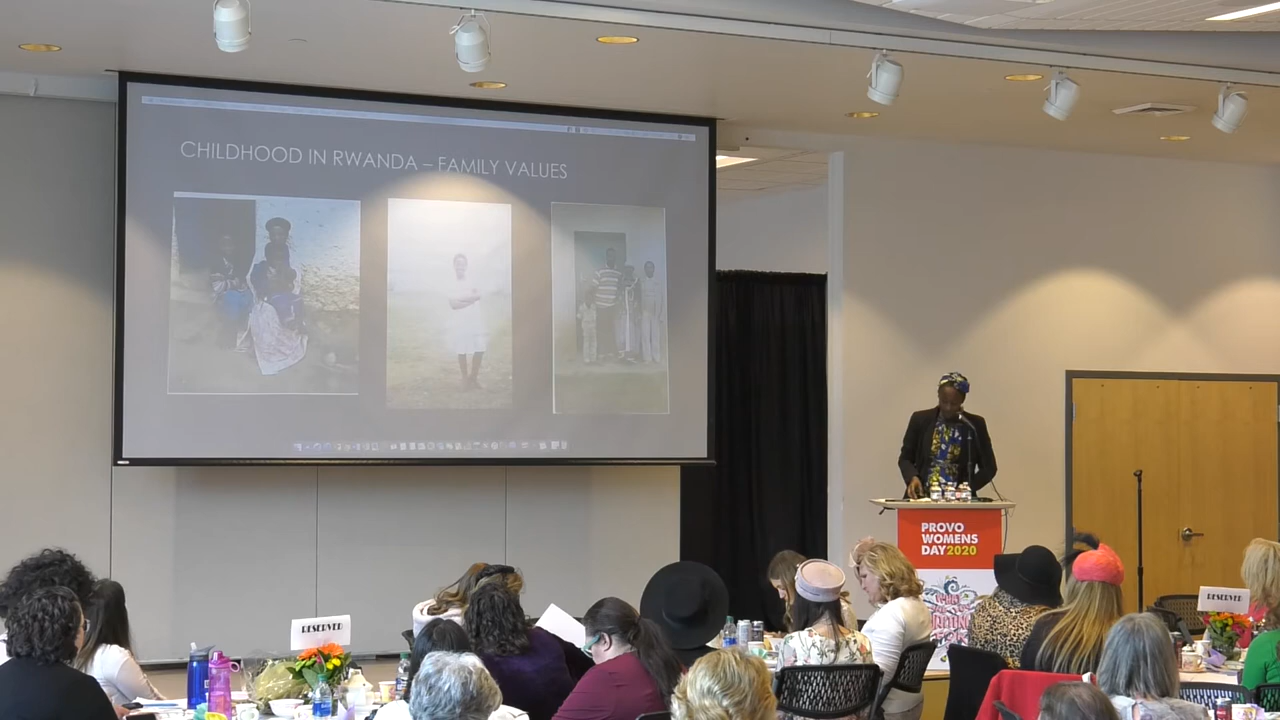 CHILDHOOD IN RWANDA – FAMILY VALUES
PROVO
WOMENS
DAY2020
RESERVED
RESERVED